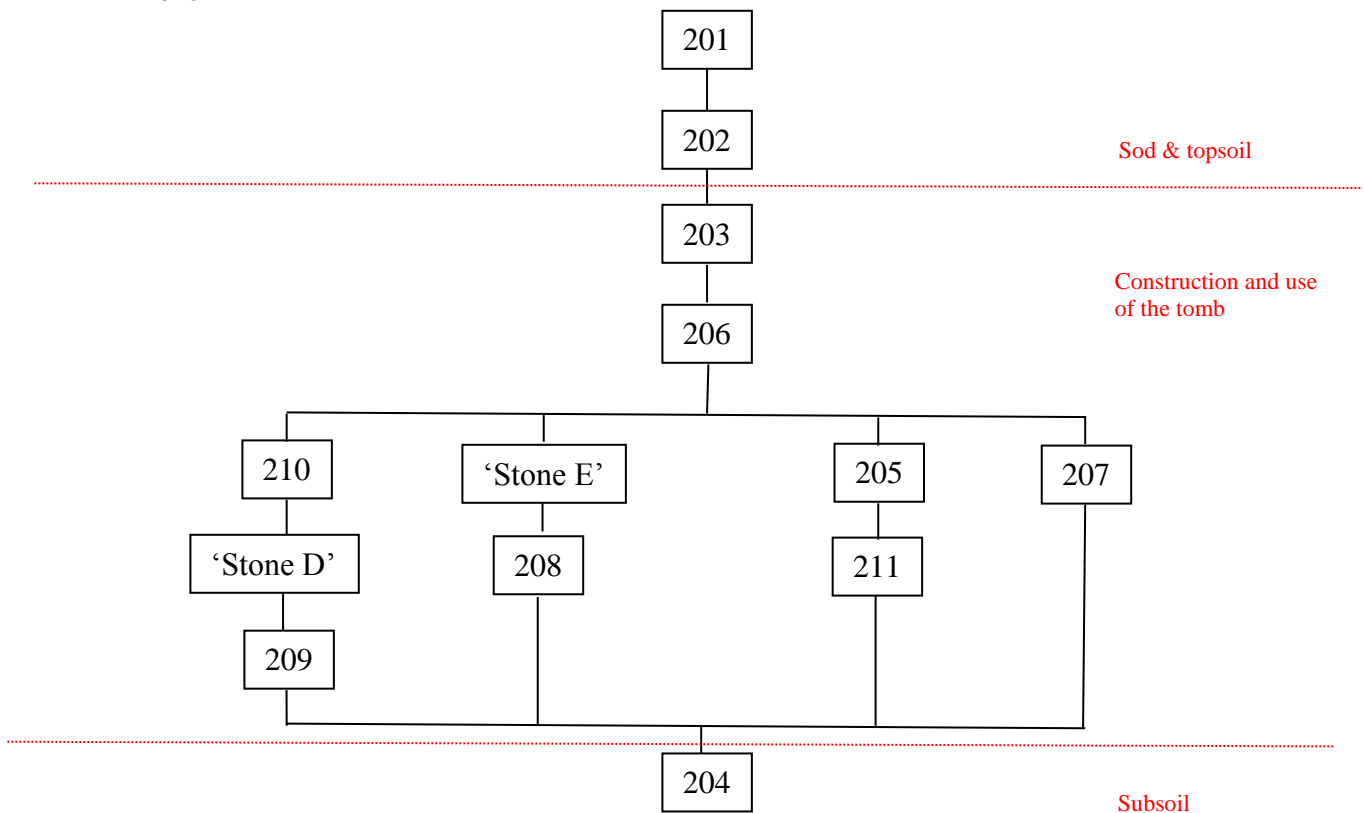 201
202
Sod & topsoil
203
Construction and use
of the tomb
206
210
‘Stone E’
205
207
‘Stone D’
208
211
209
204
Subsoil